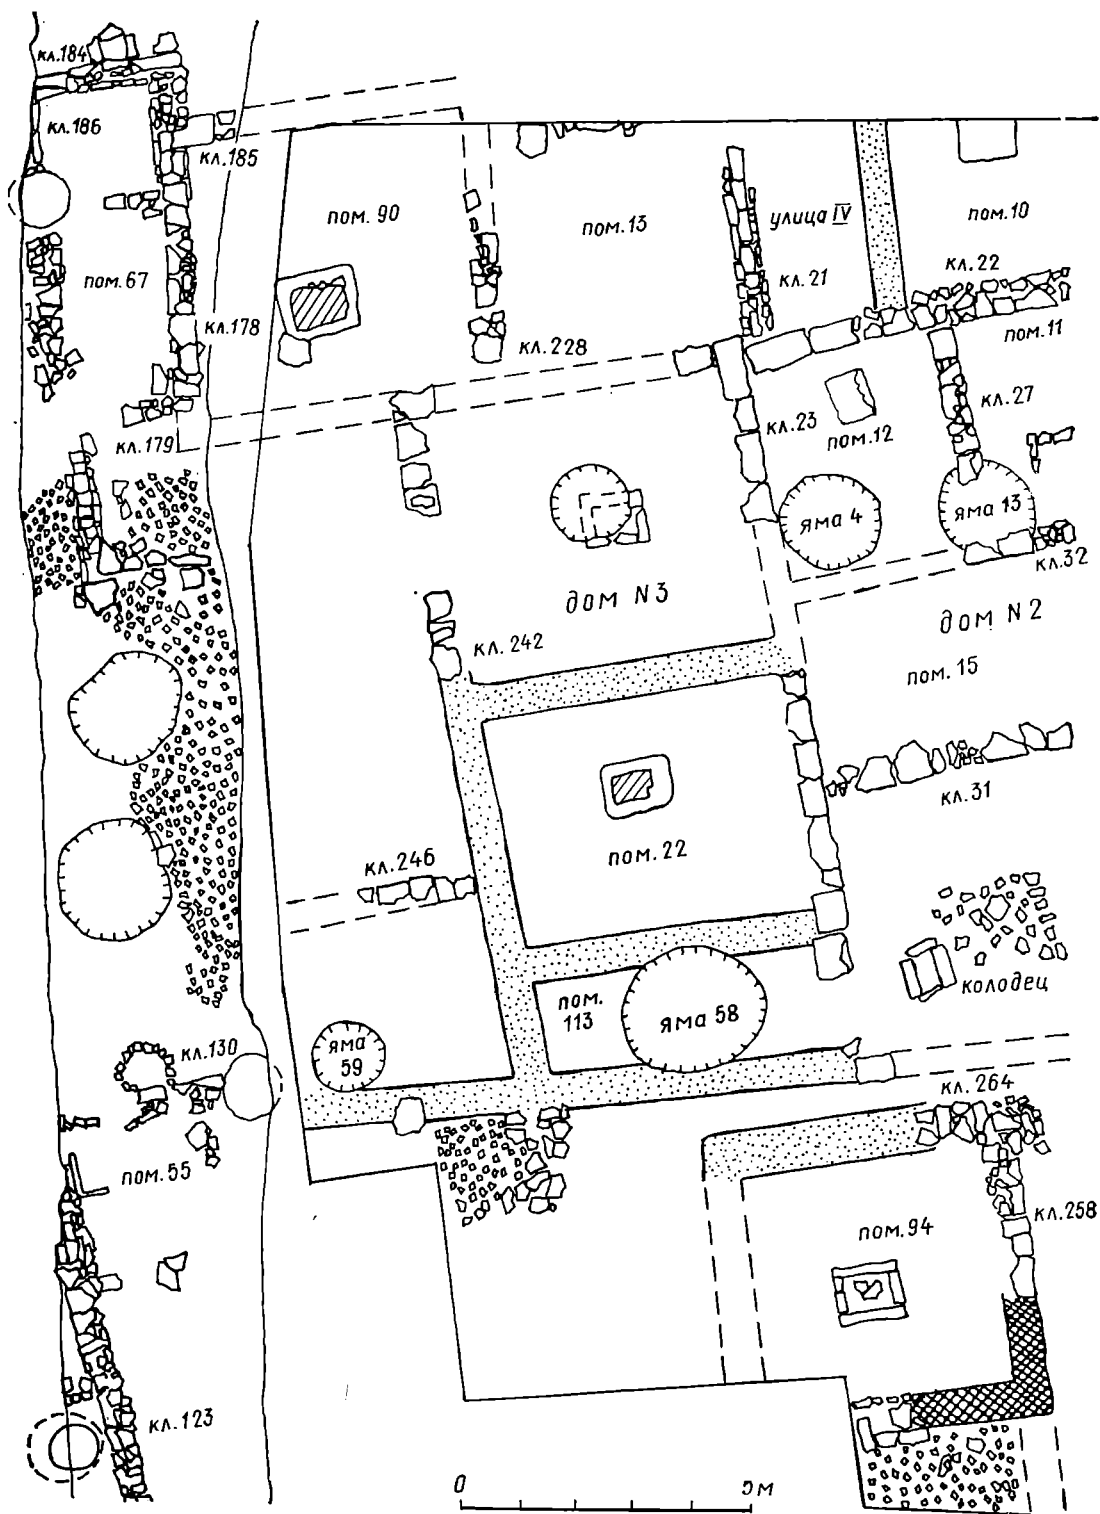 кл.184
кл.186
кл.185
пом. 90
пом. 13
улица IV
пом. 10
пом. 67
кл. 21
кл. 22
кл. 178
кл. 228
пом. 11
кл. 179
кл. 23
пом. 12
кл. 27
яма 4
яма 13
кл. 32
дом N 3
дом N 2
кл. 242
пом. 15
кл. 31
кл. 246
пом. 22
колодец
пом.
113
яма 58
яма
59
кл. 130
кл. 264
пом. 55
пом. 94
кл. 258
кл. 123
0
5м